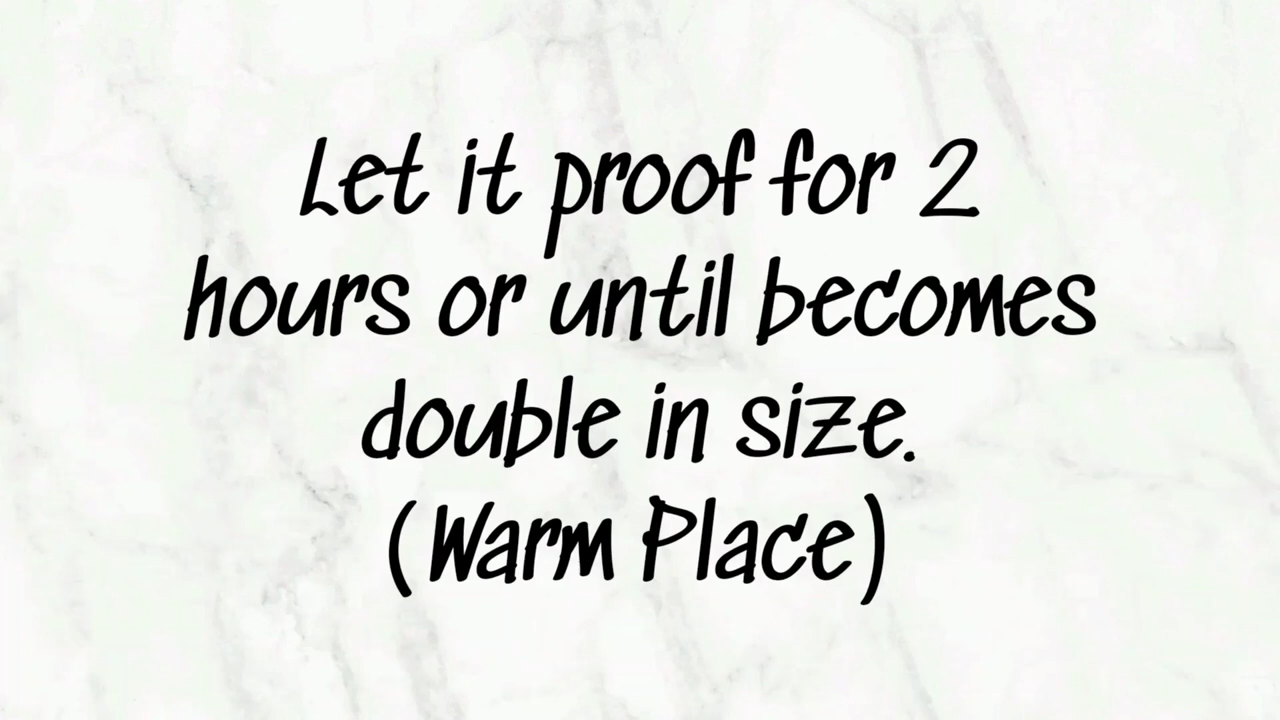 Let it proof for 2
hours or until becomes
double in size.
(Warm Place)